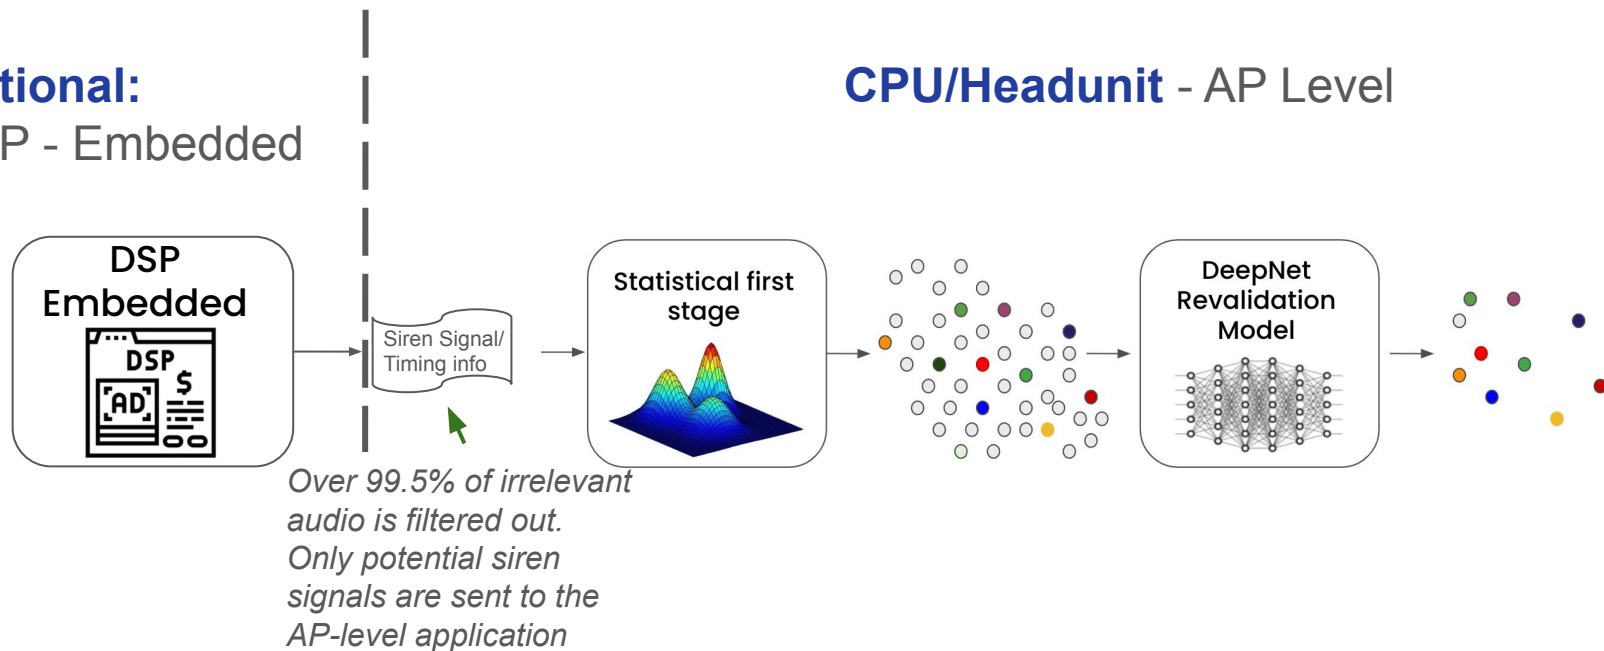 tional:
P - Embedded
CPU/Headunit - AP Level
DSP
Embedded
DSP
$
AD
Siren Signal/
Timing info
Statistical first
stage
DeepNet
Revalidation
Model
Over 99.5% of irrelevant
audio is filtered out.
Only potential siren
signals are sent to the
AP-level application